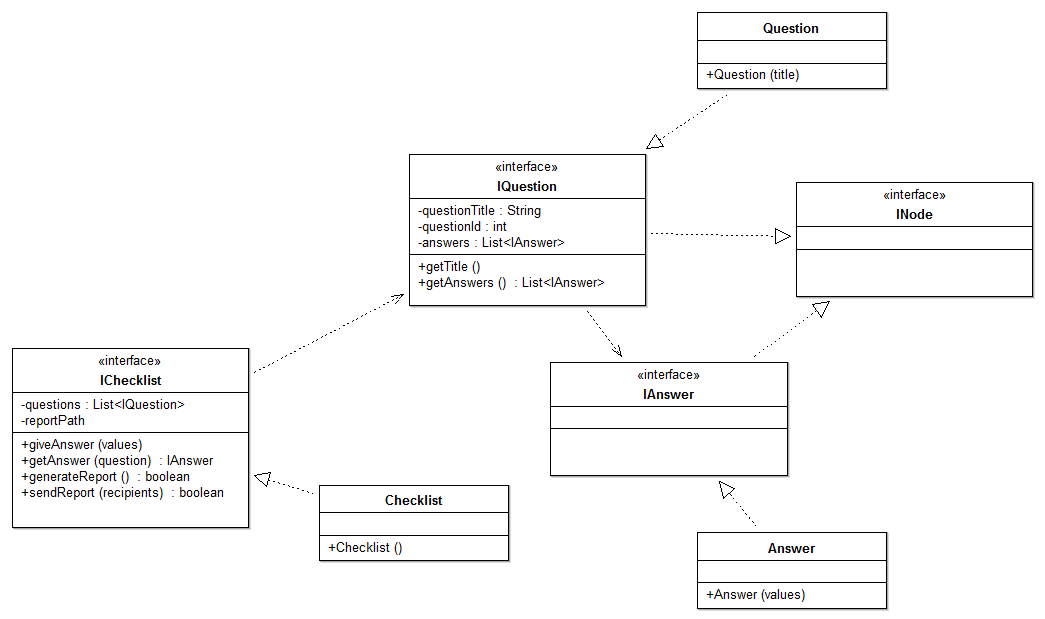 Question
+Question (title)
«interface»
IQuestion
-questionTitle : String
-questionId : int
-answers : List<IAnswer>
+getTitle ()
+getAnswers () : List<IAnswer>
«interface»
INode
«interface»
IChecklist
-questions : List<IQuestion>
-reportPath
+giveAnswer (values)
+getAnswer (question) : IAnswer
+generateReport () : boolean
+sendReport (recipients) : boolean
«interface»
IAnswer
Checklist
+Checklist ()
Answer
+Answer (values)